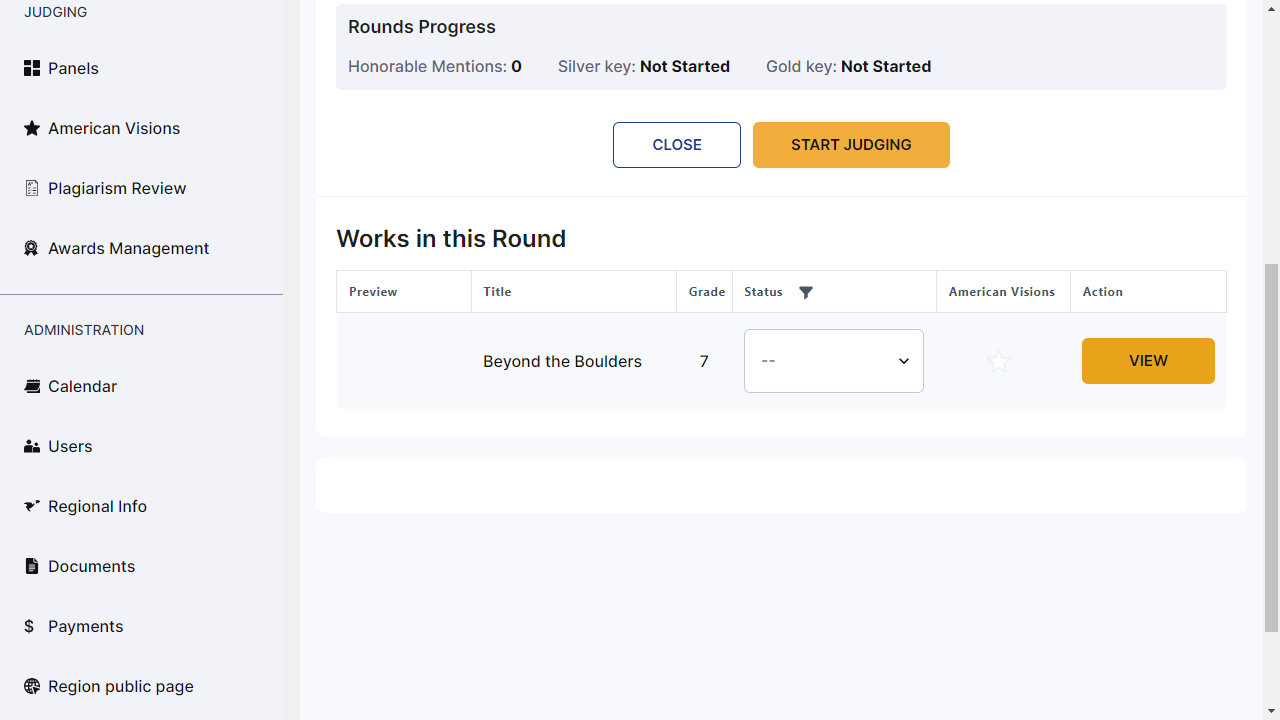 JUDGING
Panels
American Visions
Plagiarism Review
Awards Management
ADMINISTRATION
Calendar
Users
Regional Info
Documents
Payments
Region public page
Rounds Progress
Honorable Mentions: 0 Silver key: Not Started Gold key: Not Started
CLOSE START JUDGING
Works in this Round
Preview Title Grade Status American Visions Action
Beyond the Boulders 7 -- VIEW